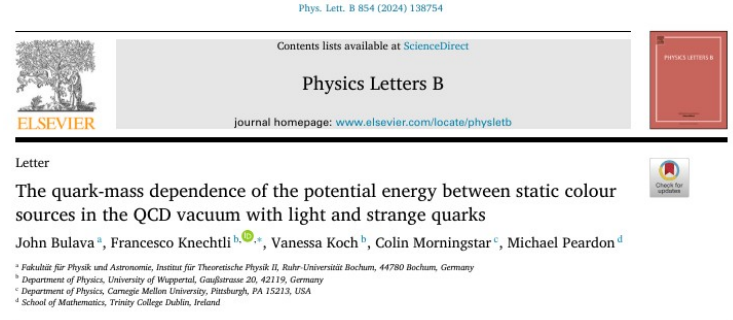 Phys. Lett. B 854 (2024) 138754
Contents lists available at ScienceDirect
Physics Letters B
journal homepage: www.elsevier.com/locate/physletb
ELSEVIER
PHYSICS LETTERS B
Letter
Check for
updates
The quark-mass dependence of the potential energy between static colour
sources in the QCD vacuum with light and strange quarks
John Bulava a, Francesco Knechtli b, iD,*, Vanessa Koch b, Colin Morningstar c, Michael Peardon d
a Fakultät für Physik und Astronomie, Institut für Theoretische Physik II, Ruhr-Universität Bochum, 44780 Bochum, Germany
b Department of Physics, University of Wuppertal, Gaußstrasse 20, 42119, Germany
c Department of Physics, Carnegie Mellon University, Pittsburgh, PA 15213, USA
d School of Mathematics, Trinity College Dublin, Ireland